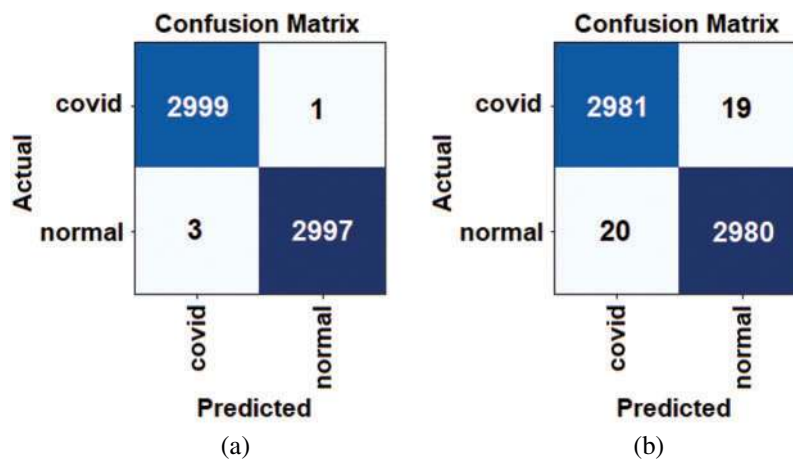 Confusion Matrix
covid 2999 1
Actual
normal 3 2997
covid normal
Predicted
(a)
Confusion Matrix
covid 2981 19
Actual
normal 20 2980
covid normal
Predicted
(b)